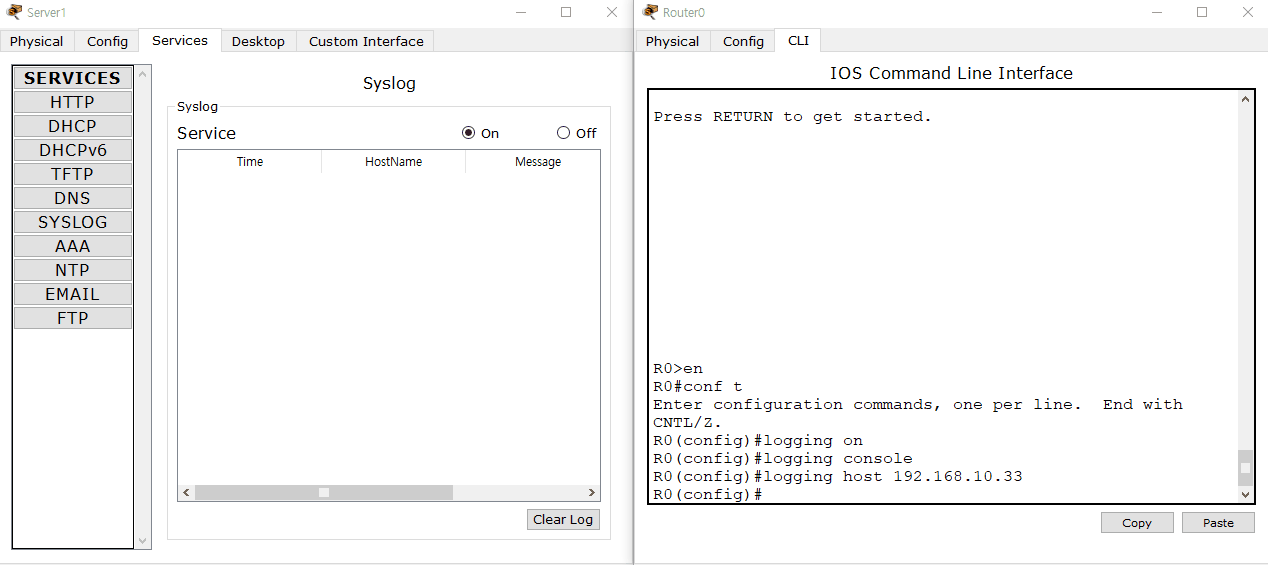 Server1
Physical Config Services Desktop Custom Interface
SERVICES
HTTP
DHCP
DHCPv6
TFTP
DNS
SYSLOG
AAA
NTP
EMAIL
FTP
Syslog
Syslog
Service On Off
Time HostName Message
Clear Log
Router0
Physical Config CLI
IOS Command Line Interface
Press RETURN to get started.
R0>en
R0#conf t
Enter configuration commands, one per line.  End with
CNTL/Z.
R0(config)#logging on
R0(config)#logging console
R0(config)#logging host 192.168.10.33
R0(config)#
Copy Paste